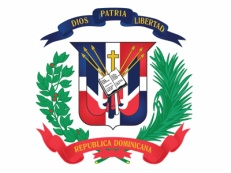 DIOS PATRIA LIBERTAD
REPUBLICA DOMINICANA